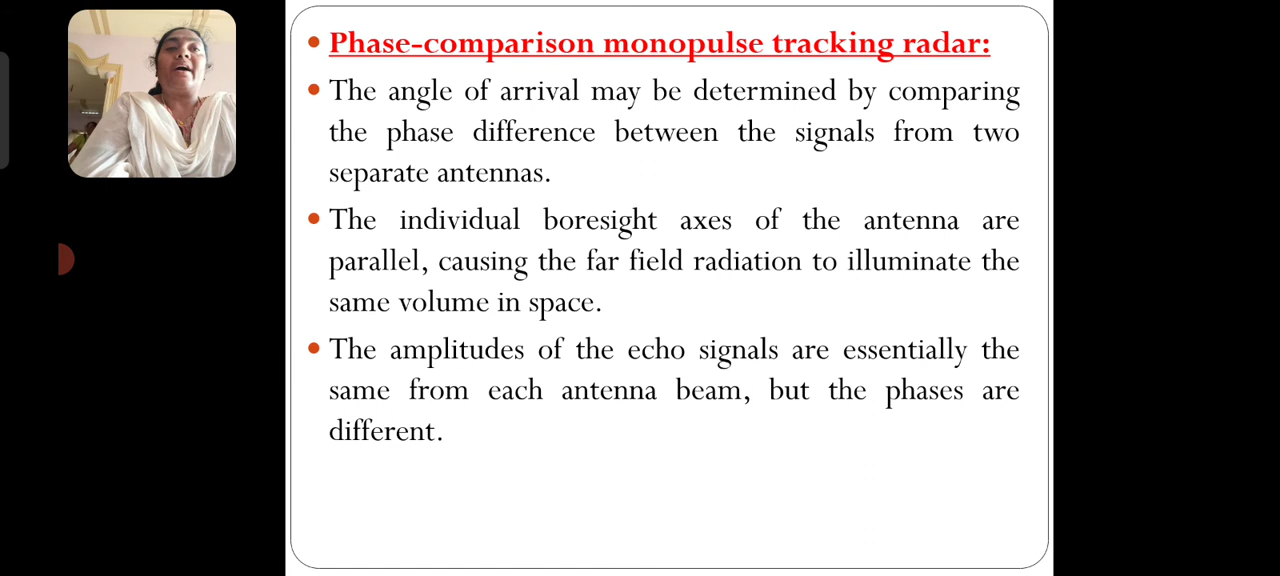 Phase-comparison monopulse tracking radar:
The angle of arrival may be determined by comparing
the phase difference between the signals from two
separate antennas.
The individual boresight axes of the antenna are
parallel, causing the far field radiation to illuminate the
same volume in space.
The amplitudes of the echo signals are essentially the
same from each antenna beam, but the phases are
different.